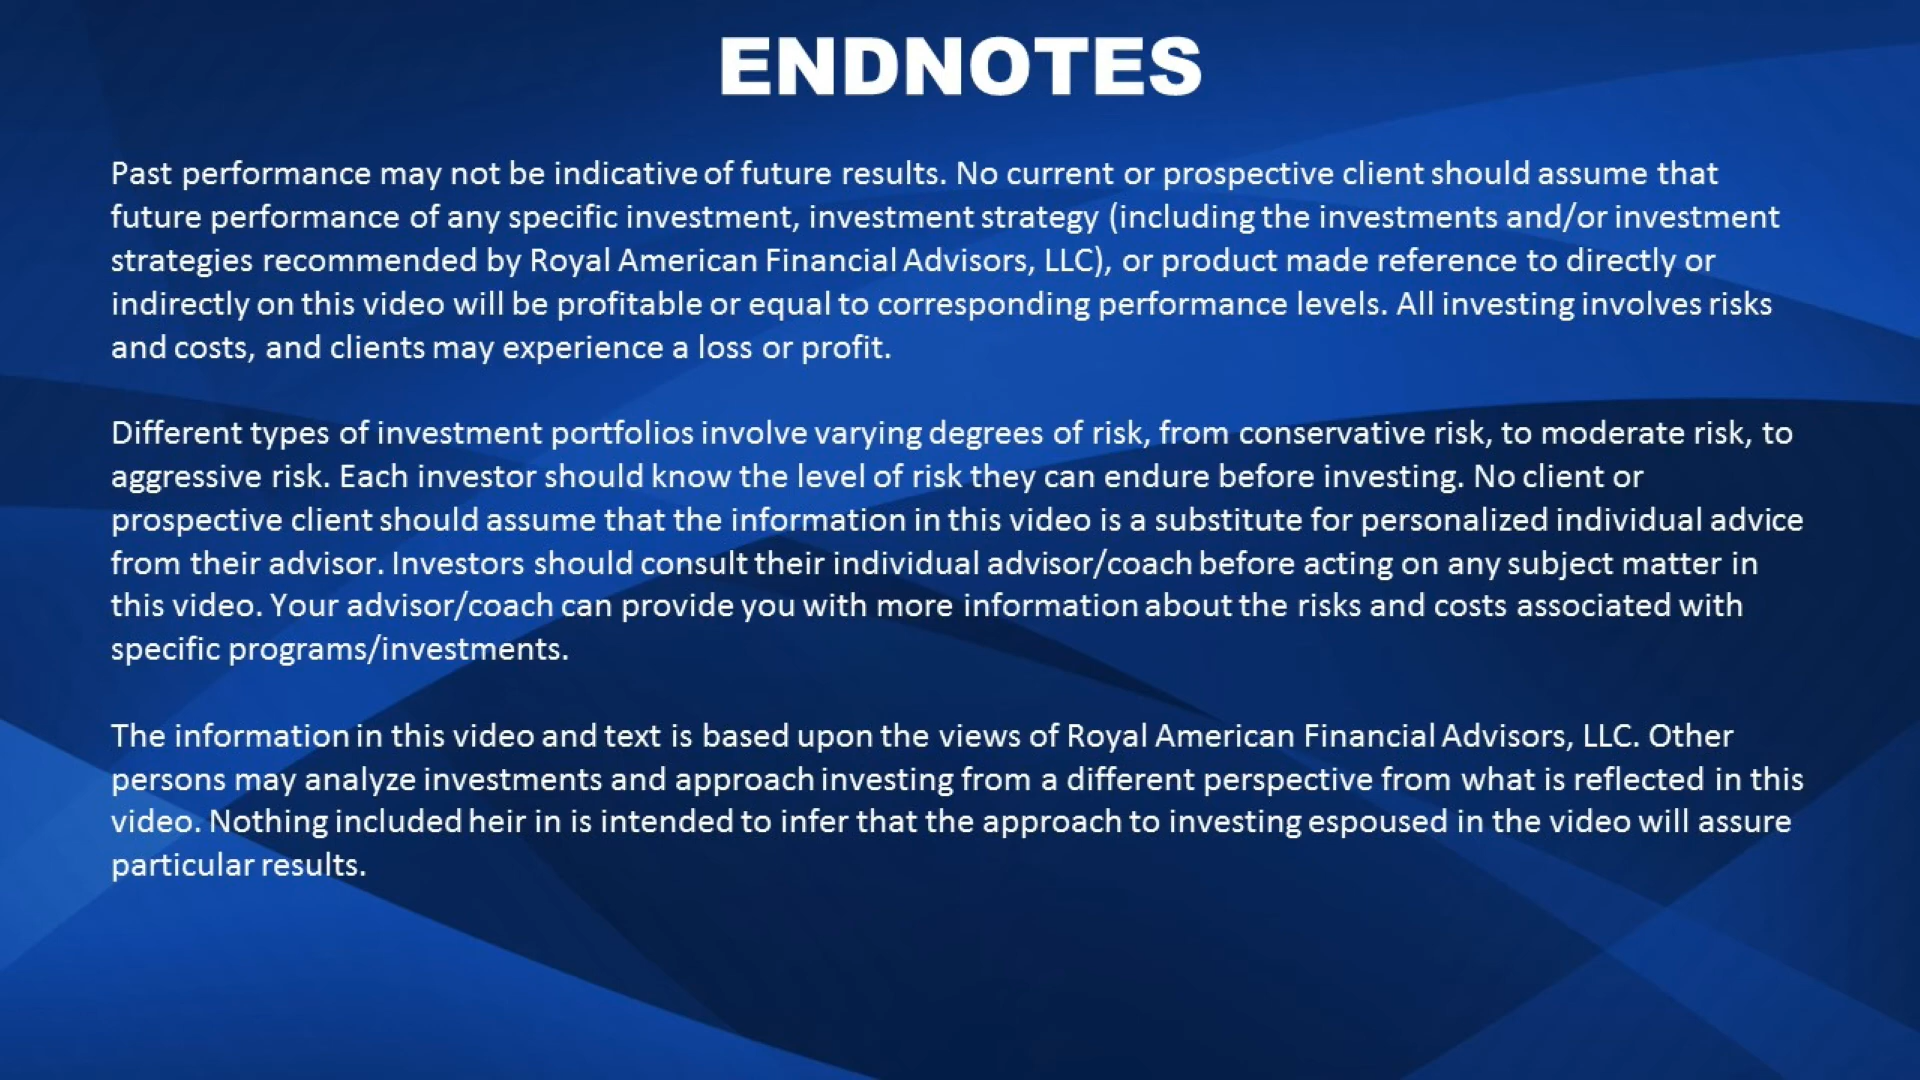 ENDNOTES
Past performance may not be indicative of future results. No current or prospective client should assume that
future performance of any specific investment, investment strategy (including the investments and/or investment
strategies recommended by Royal American Financial Advisors, LLC), or product made reference to directly or
indirectly on this video will be profitable or equal to corresponding performance levels. All investing involves risks
and costs, and clients may experience a loss or profit.
Different types of investment portfolios involve varying degrees of risk, from conservative risk, to moderate risk, to
aggressive risk. Each investor should know the level of risk they can endure before investing. No client or
prospective client should assume that the information in this video is a substitute for personalized individual advice
from their advisor. Investors should consult their individual advisor/coach before acting on any subject matter in
this video. Your advisor/coach can provide you with more information about the risks and costs associated with
specific programs/investments.
The information in this video and text is based upon the views of Royal American Financial Advisors, LLC. Other
persons may analyze investments and approach investing from a different perspective from what is reflected in this
video. Nothing included heir in is intended to infer that the approach to investing espoused in the video will assure
particular results.